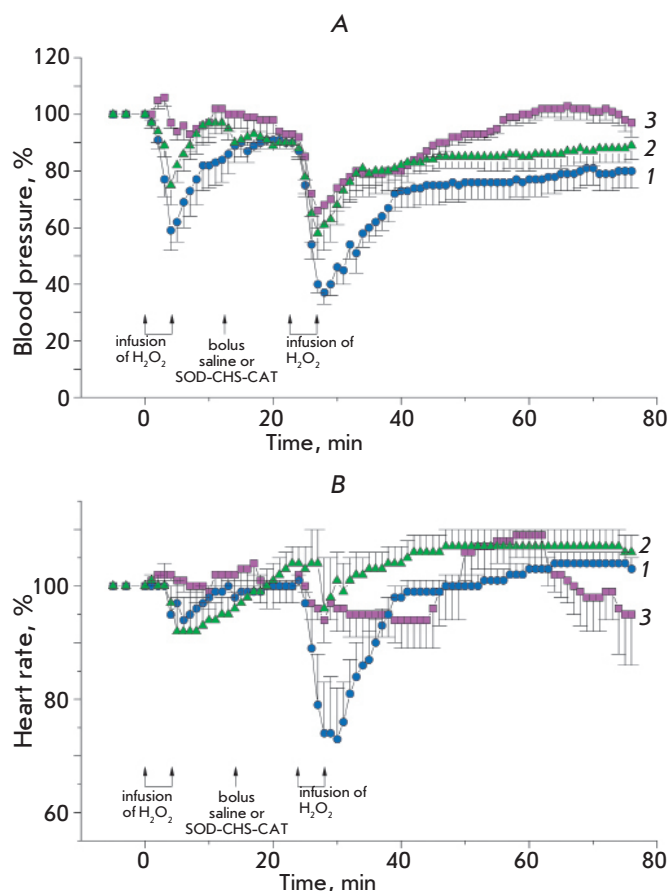 A
120
100
80
60
40
20
0
Blood pressure, %
3
2
1
infusion
of H₂O₂
bolus
saline or
SOD-CHS-CAT
infusion of
H₂O₂
0
20
40
60
80
Time, min
B
100
80
60
Heart rate, %
2
1
3
infusion
of H₂O₂
bolus
saline or
SOD-CHS-CAT
infusion of
H₂O₂
0
20
40
60
80
Time, min